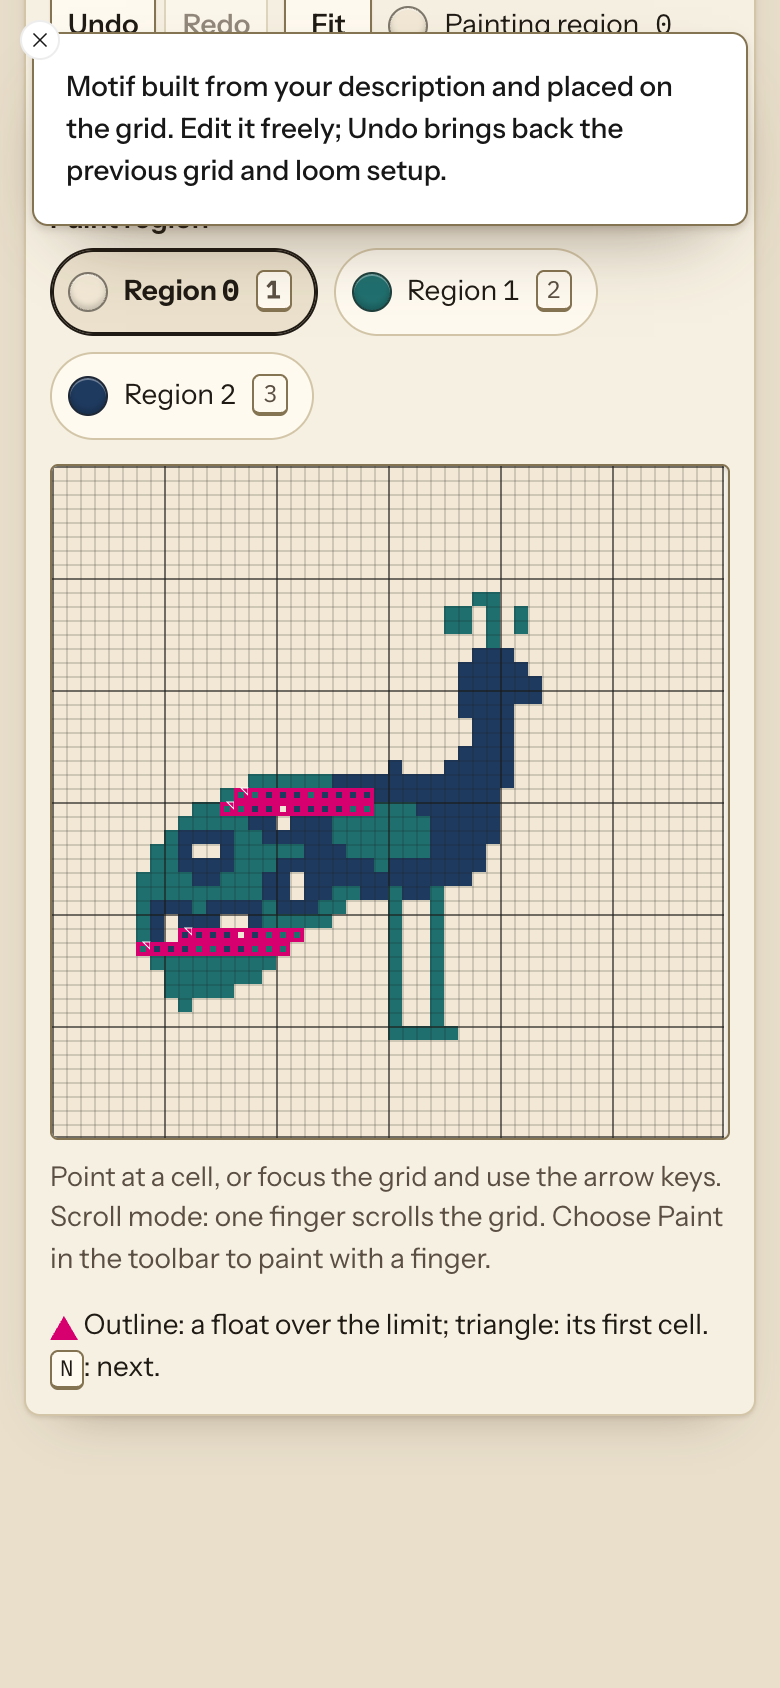 Undo Redo Fit Painting region 0
Motif built from your description and placed on
the grid. Edit it freely; Undo brings back the
previous grid and loom setup.
Paint region
Region 0 1 Region 1 2
Region 2 3
Point at a cell, or focus the grid and use the arrow keys.
Scroll mode: one finger scrolls the grid. Choose Paint
in the toolbar to paint with a finger.
Outline: a float over the limit; triangle: its first cell.
N : next.